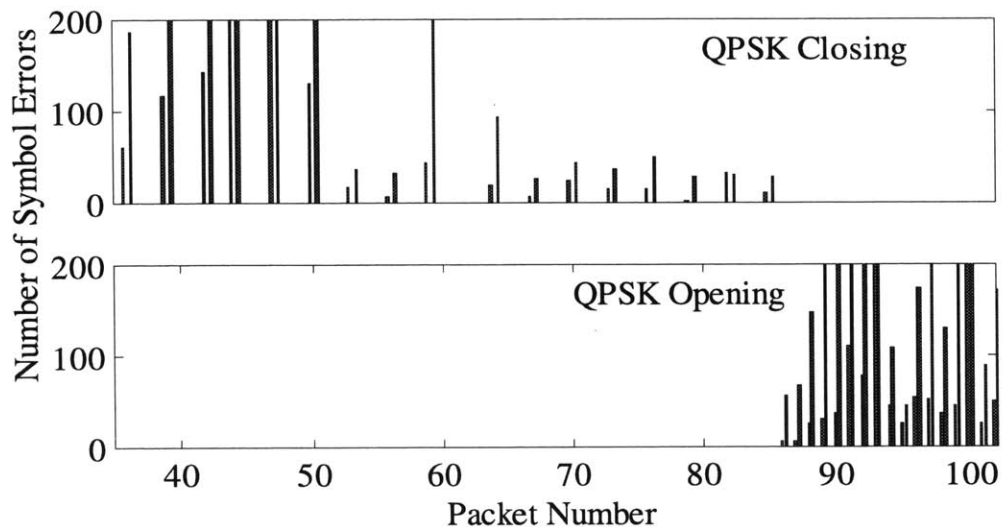 200
QPSK Closing
100
0
200
QPSK Opening
100
0
40 50 60 70 80 90 100
Packet Number
Number of Symbol Errors